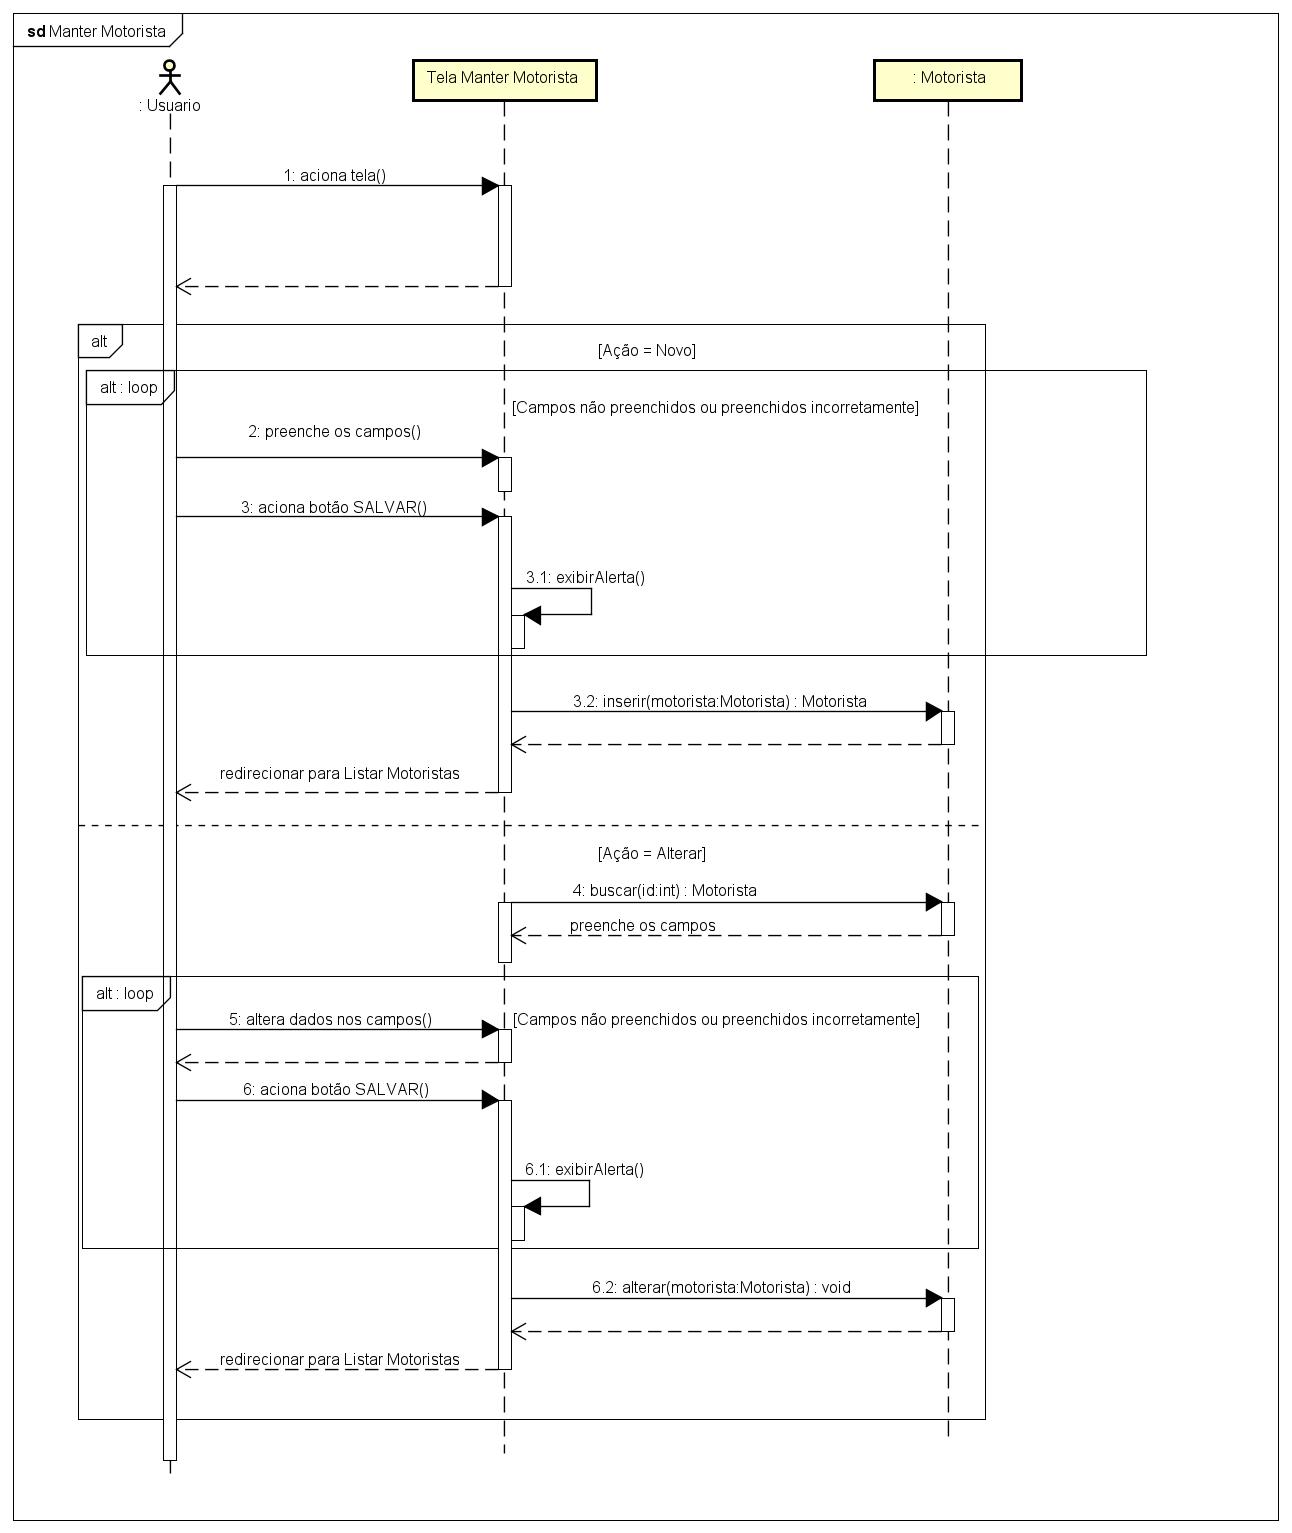 sd Manter Motorista
: Usuario
Tela Manter Motorista
: Motorista
1: aciona tela()
alt
[Ação = Novo]
alt : loop
[Campos não preenchidos ou preenchidos incorretamente]
2: preenche os campos()
3: aciona botão SALVAR()
3.1: exibirAlerta()
3.2: inserir(motorista:Motorista) : Motorista
redirecionar para Listar Motoristas
[Ação = Alterar]
4: buscar(id:int) : Motorista
preenche os campos
alt : loop
5: altera dados nos campos()
[Campos não preenchidos ou preenchidos incorretamente]
6: aciona botão SALVAR()
6.1: exibirAlerta()
6.2: alterar(motorista:Motorista) : void
redirecionar para Listar Motoristas